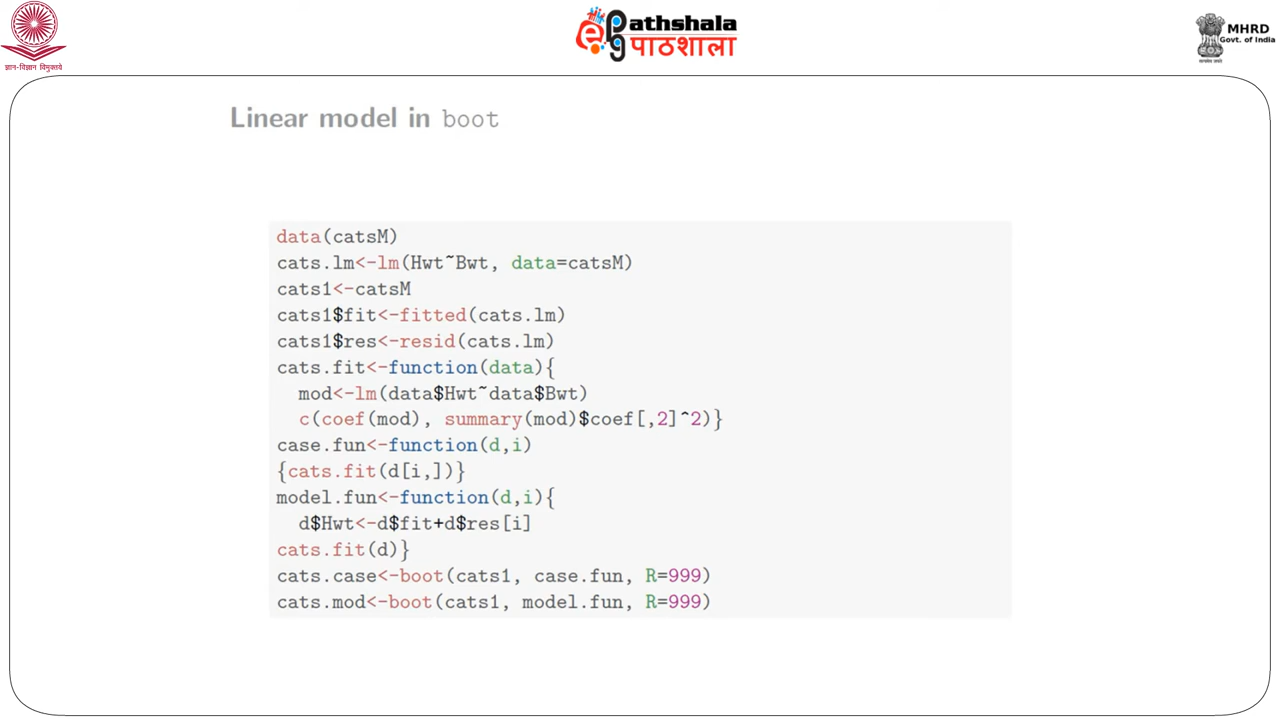 ज्ञान-विज्ञान विमुक्तये
e Pathshala
पाठशाला
MHRD
Govt. of India
Linear model in boot
data(catsM)
cats.lm<-lm(Hwt~Bwt, data=catsM)
cats1<-catsM
cats1$fit<-fitted(cats.lm)
cats1$res<-resid(cats.lm)
cats.fit<-function(data){
  mod<-lm(data$Hwt~data$Bwt)
  c(coef(mod), summary(mod)$coef[,2]^2)}
case.fun<-function(d,i)
{cats.fit(d[i,])}
model.fun<-function(d,i){
  d$Hwt<-d$fit+d$res[i]
cats.fit(d)}
cats.case<-boot(cats1, case.fun, R=999)
cats.mod<-boot(cats1, model.fun, R=999)